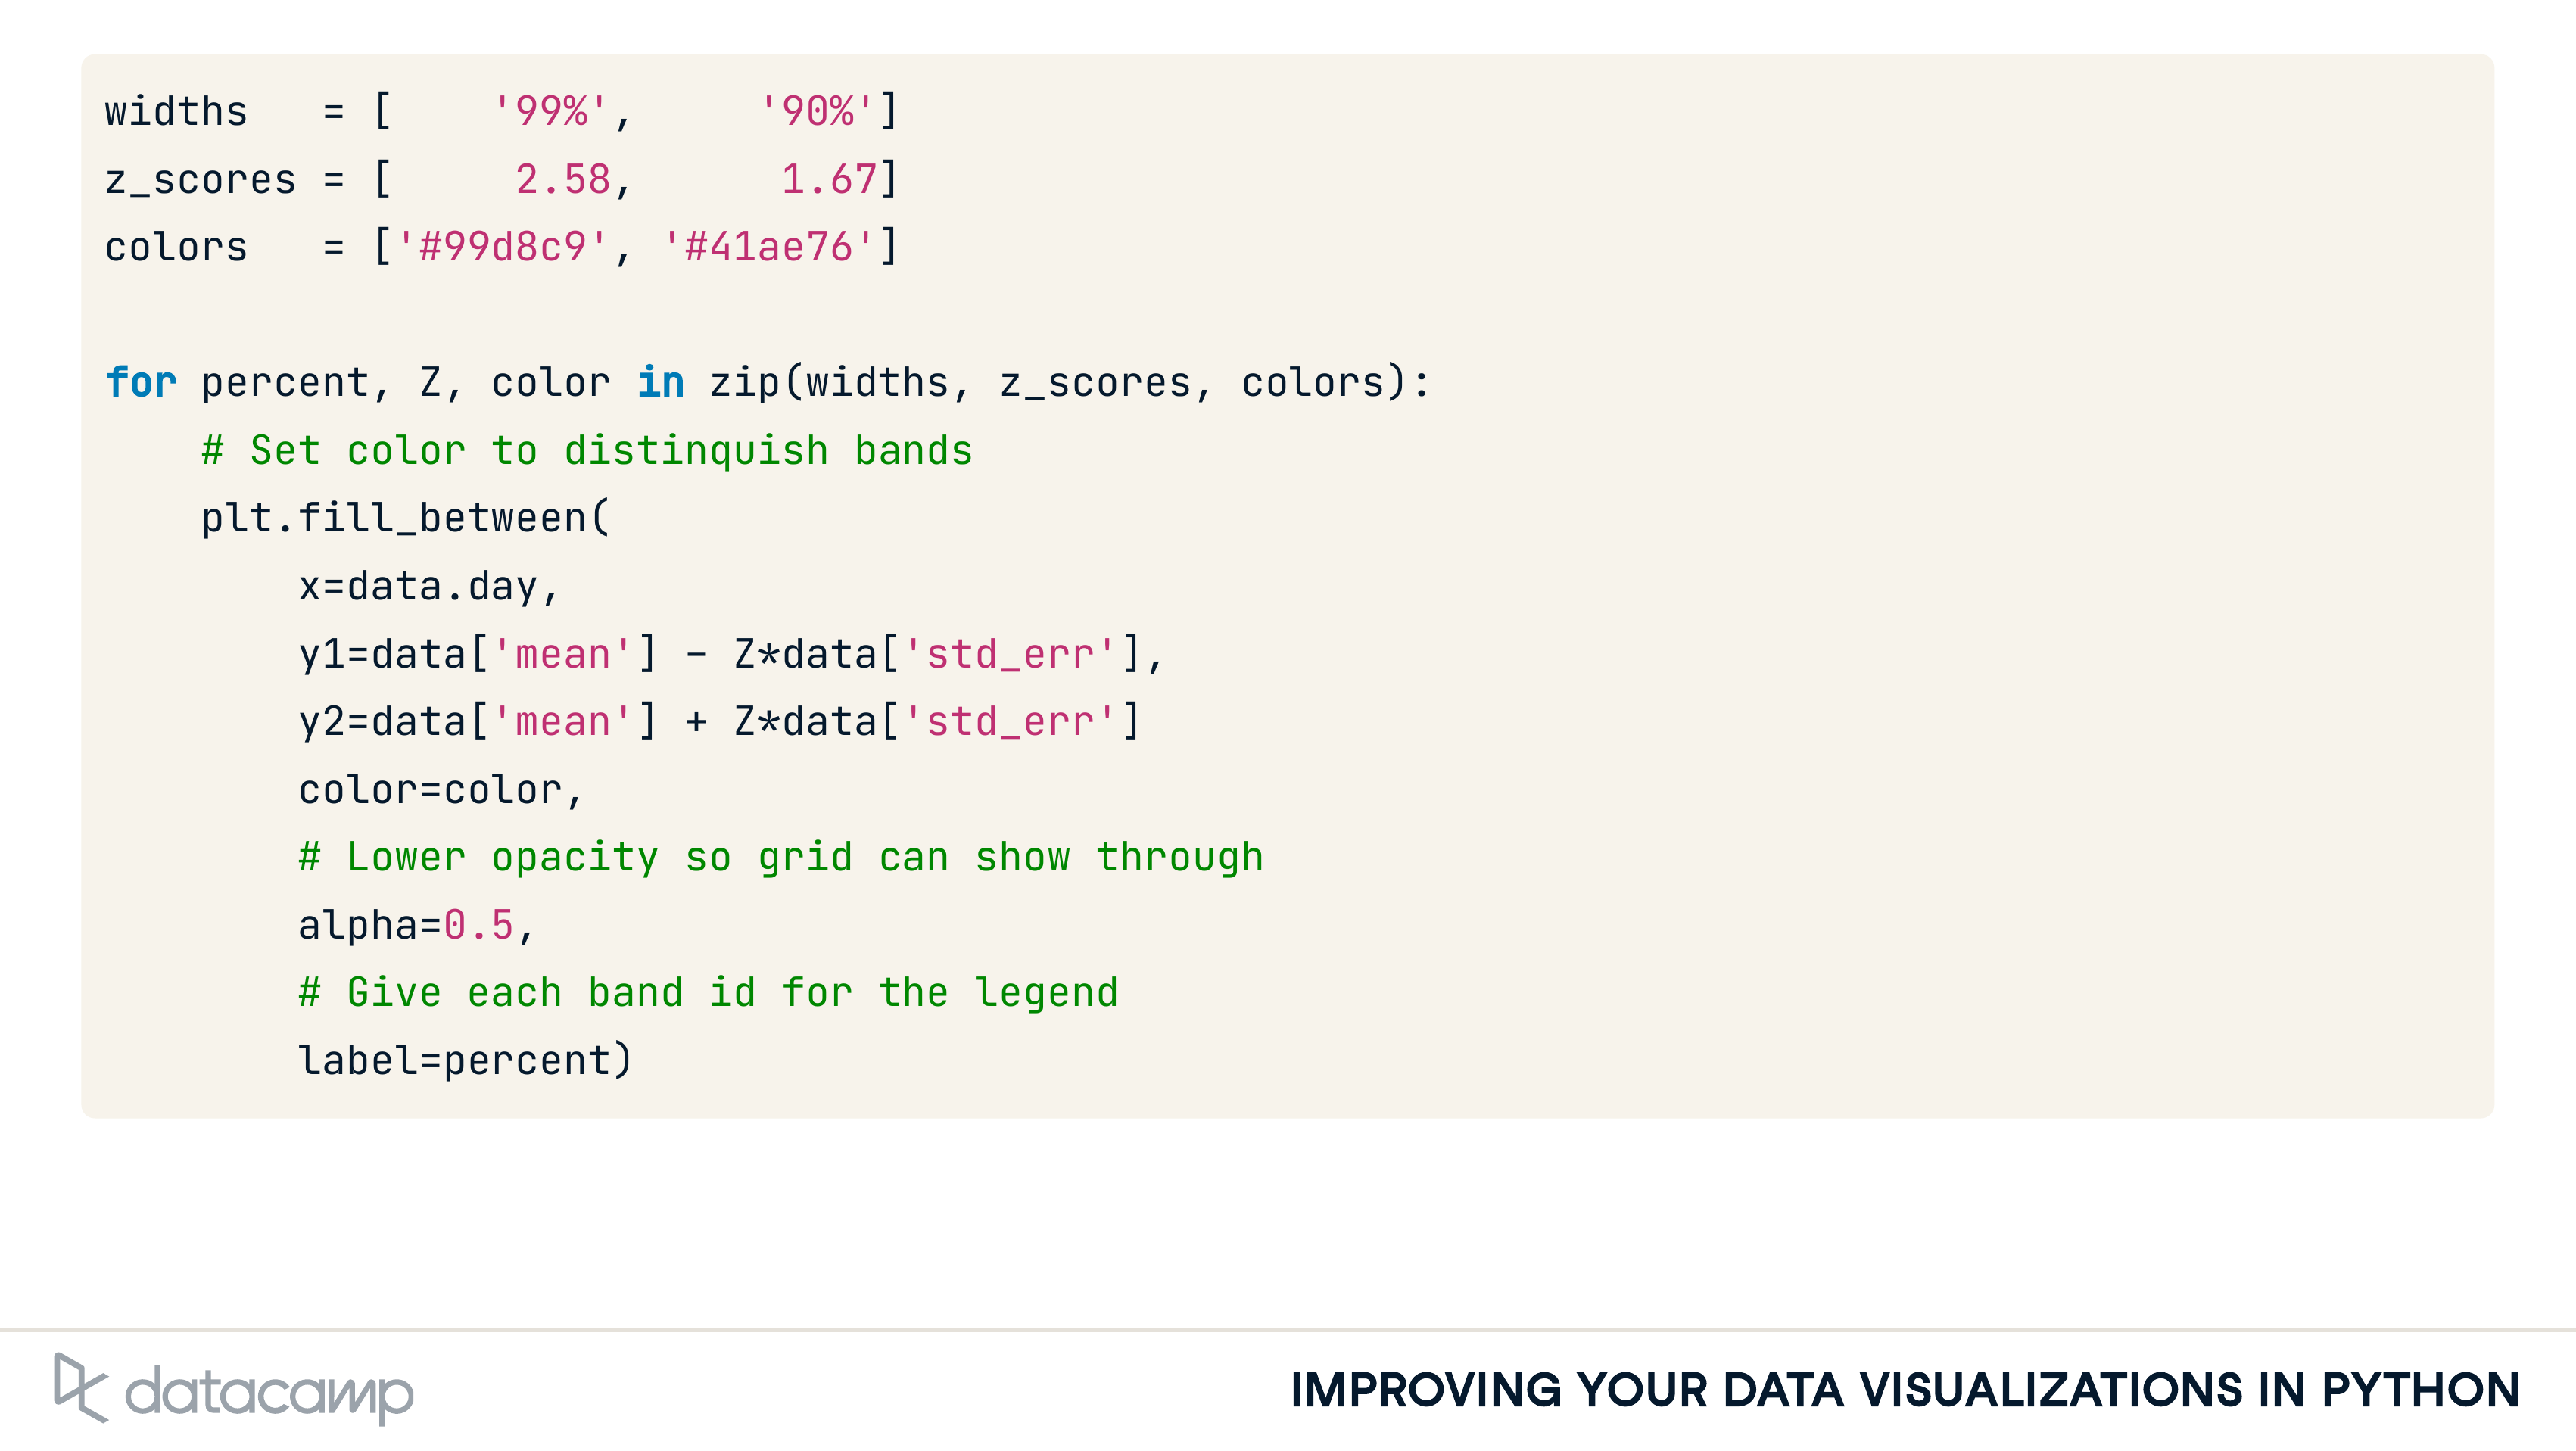 widths   = [    '99%',     '90%']
z_scores = [     2.58,      1.67]
colors   = ['#99d8c9', '#41ae76']
for percent, Z, color in zip(widths, z_scores, colors):
    # Set color to distinquish bands
    plt.fill_between(
        x=data.day,
        y1=data['mean'] - Z*data['std_err'],
        y2=data['mean'] + Z*data['std_err']
        color=color,
        # Lower opacity so grid can show through
        alpha=0.5,
        # Give each band id for the legend
        label=percent)
datacamp
IMPROVING YOUR DATA VISUALIZATIONS IN PYTHON